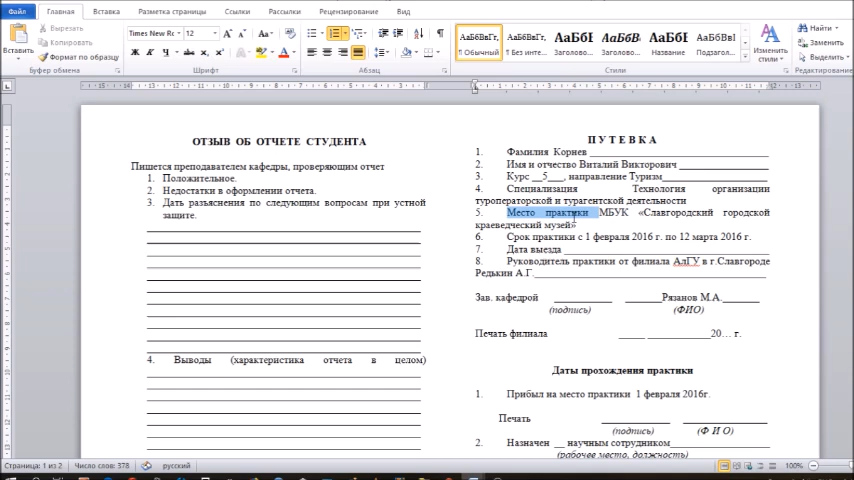 Файл Главная Вставка Разметка страницы Ссылки Рассылки Рецензирование Вид
Вставить
Вырезать
Копировать
Формат по образцу
Буфер обмена
Times New Ro 12
Ж К Ч
Шрифт
Абзац
АаБбВвГг,
¶ Обычный
АаБбВвГг,
¶ Без инте...
АаБбВ
Заголово...
АаБбВ
Заголово...
АаБбВ
Название
АаБбВвІ
Подзагол...
Изменить
стили
Стили
Найти
Заменить
Выделить
Редактирование
ОТЗЫВ ОБ ОТЧЕТЕ СТУДЕНТА
Пишется преподавателем кафедры, проверяющим отчет
1. Положительное.
2. Недостатки в оформлении отчета.
3. Дать разъяснения по следующим вопросам при устной
защите.
4. Выводы (характеристика отчета в целом)
ПУТЕВКА
1. Фамилия Корнев
2. Имя и отчество Виталий Викторович
3. Курс __5___, направление Туризм
4. Специализация Технология организации
туроператорской и турагентской деятельности
5. Место практики МБУК «Славгородский городской
краеведческий музей»
6. Срок практики с 1 февраля 2016 г. по 12 марта 2016 г.
7. Дата выезда
8. Руководитель практики от филиала АлГУ в г.Славгороде
Редькин А.Г.
Зав. кафедрой Рязанов М.А.
(подпись) (ФИО)
Печать филиала 20… г.
Даты прохождения практики
1. Прибыл на место практики 1 февраля 2016г.
Печать
(подпись) (Ф И О)
2. Назначен __ научным сотрудником
(рабочее место, должность)
Страница: 1 из 2 Число слов: 378 русский 100%